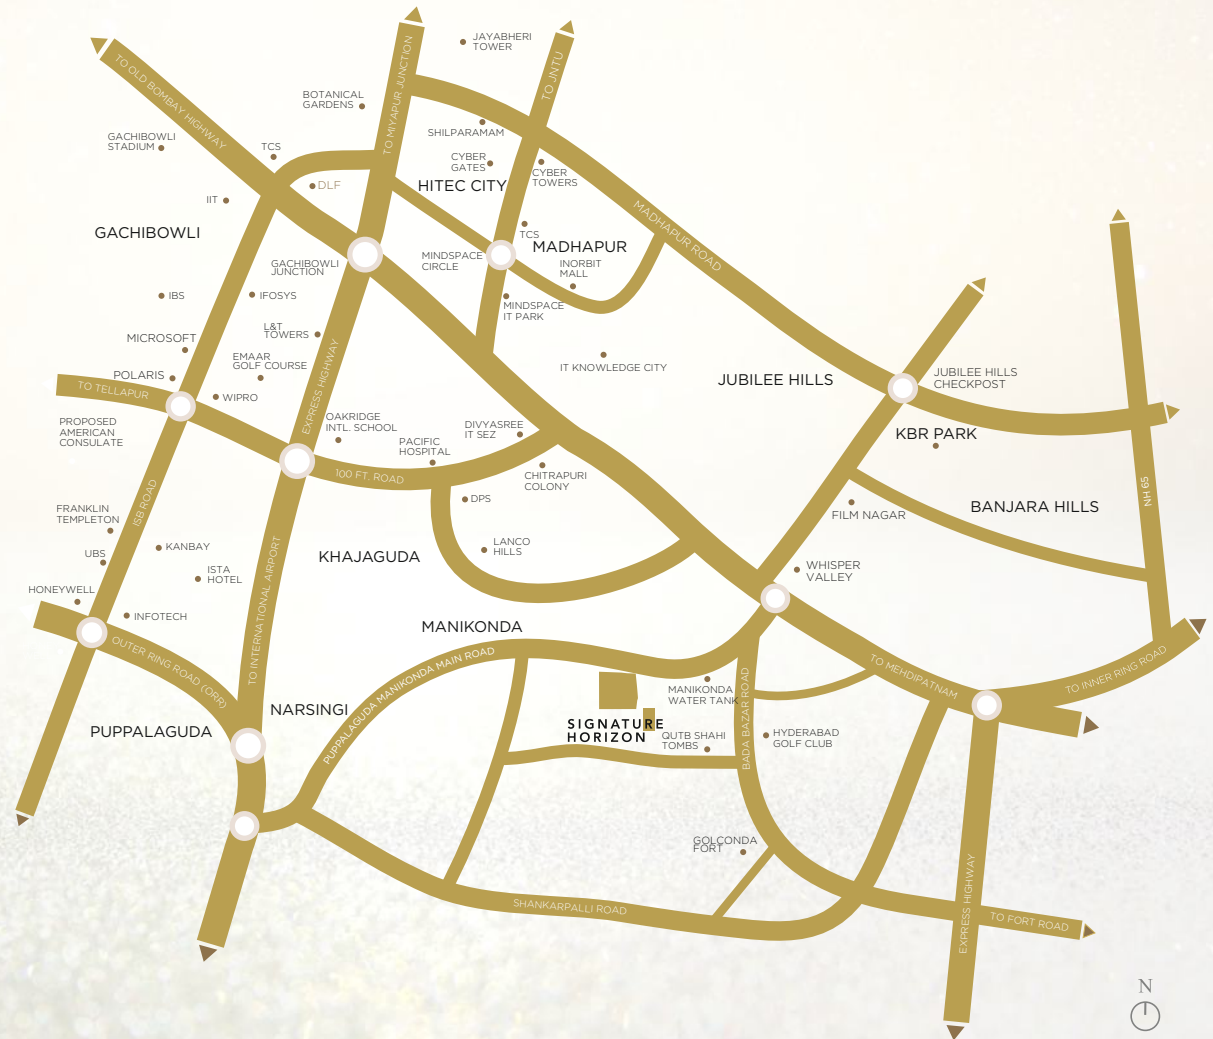 JAYABHERI
TOWER
TO OLD BOMBAY HIGHWAY
TO MIYAPUR JUNCTION
TO JNTU
BOTANICAL
GARDENS
SHILPARAMAM
GACHIBOWLI
STADIUM
TCS
CYBER
GATES
CYBER
TOWERS
DLF
HITEC CITY
IIT
MADHAPUR ROAD
GACHIBOWLI
TCS
MADHAPUR
MINDSPACE
CIRCLE
GACHIBOWLI
JUNCTION
INORBIT
MALL
IBS
IFOSYS
MINDSPACE
IT PARK
L&T
TOWERS
MICROSOFT
EMAAR
GOLF COURSE
EXPRESS HIGHWAY
IT KNOWLEDGE CITY
POLARIS
JUBILEE HILLS
JUBILEE HILLS
CHECKPOST
TO TELLAPUR
WIPRO
PROPOSED
AMERICAN
CONSULATE
OAKRIDGE
INTL. SCHOOL
DIVYASREE
IT SEZ
PACIFIC
HOSPITAL
KBR PARK
100 FT. ROAD
CHITRAPURI
COLONY
DPS
NH 65
ISB ROAD
FRANKLIN
TEMPLETON
FILM NAGAR
BANJARA HILLS
UBS
KANBAY
LANCO
HILLS
KHAJAGUDA
ISTA
HOTEL
WHISPER
VALLEY
HONEYWELL
INFOTECH
TO INTERNATIONAL AIRPORT
MANIKONDA
OUTER RING ROAD (ORR)
PUPPALAGUDA MANIKONDA MAIN ROAD
TO MEHDIPATNAM
TO INNER RING ROAD
MANIKONDA
WATER TANK
BADA BAZAR ROAD
NARSINGI
SIGNATURE
HORIZON
PUPPALAGUDA
QUTB SHAHI
TOMBS
HYDERABAD
GOLF CLUB
GOLCONDA
FORT
SHANKARPALLI ROAD
EXPRESS HIGHWAY
TO FORT ROAD
N